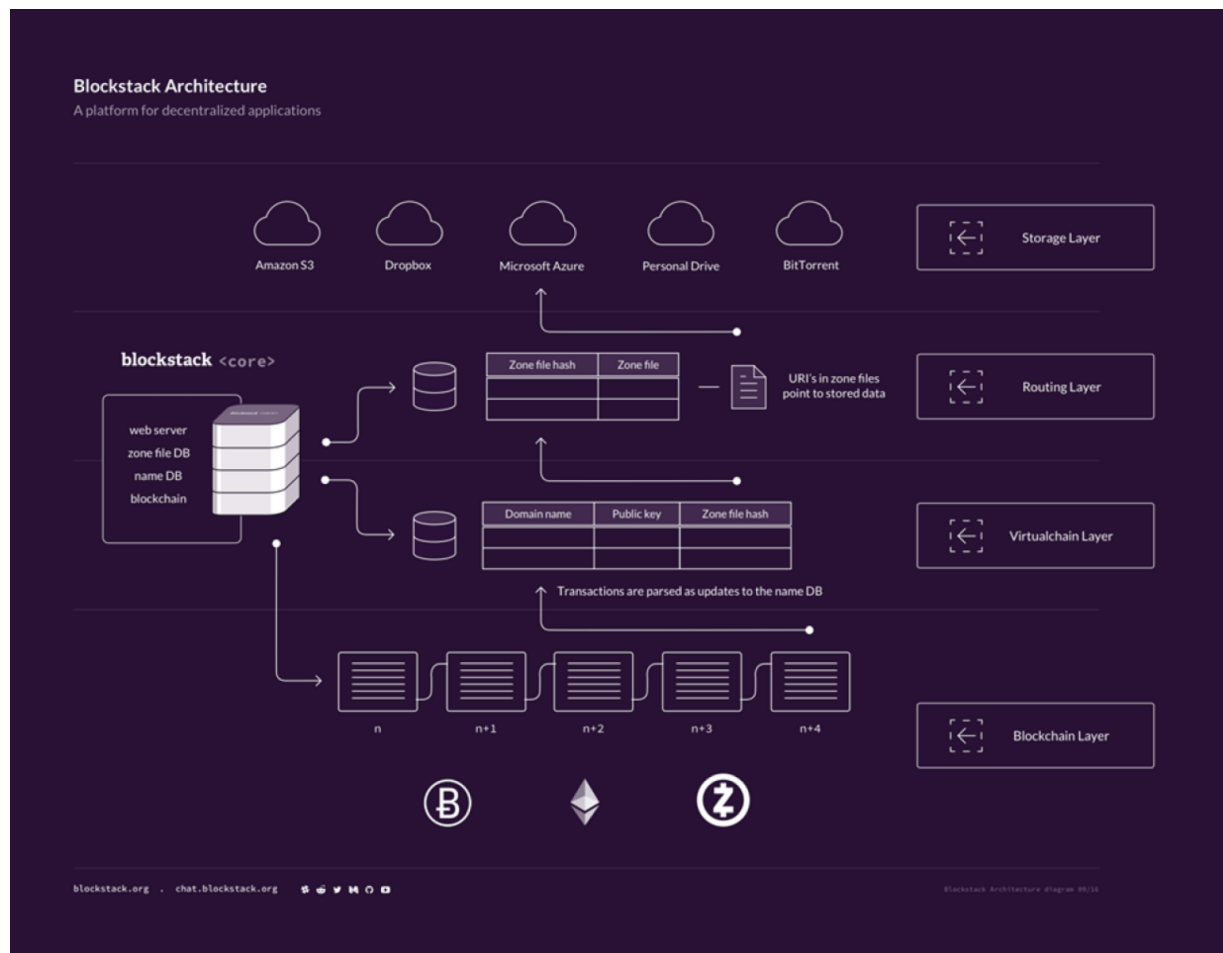 Blockstack Architecture
A platform for decentralized applications
Amazon S3
Dropbox
Microsoft Azure
Personal Drive
BitTorrent
Storage Layer
blockstack <core>
Zone file hash
Zone file
URI's in zone files
point to stored data
Routing Layer
web server
zone file DB
name DB
blockchain
Domain name
Public key
Zone file hash
Virtualchain Layer
Transactions are parsed as updates to the name DB
n
n+1
n+2
n+3
n+4
Blockchain Layer
blockstack.org . chat.blockstack.org
Blockstack Architecture diagram